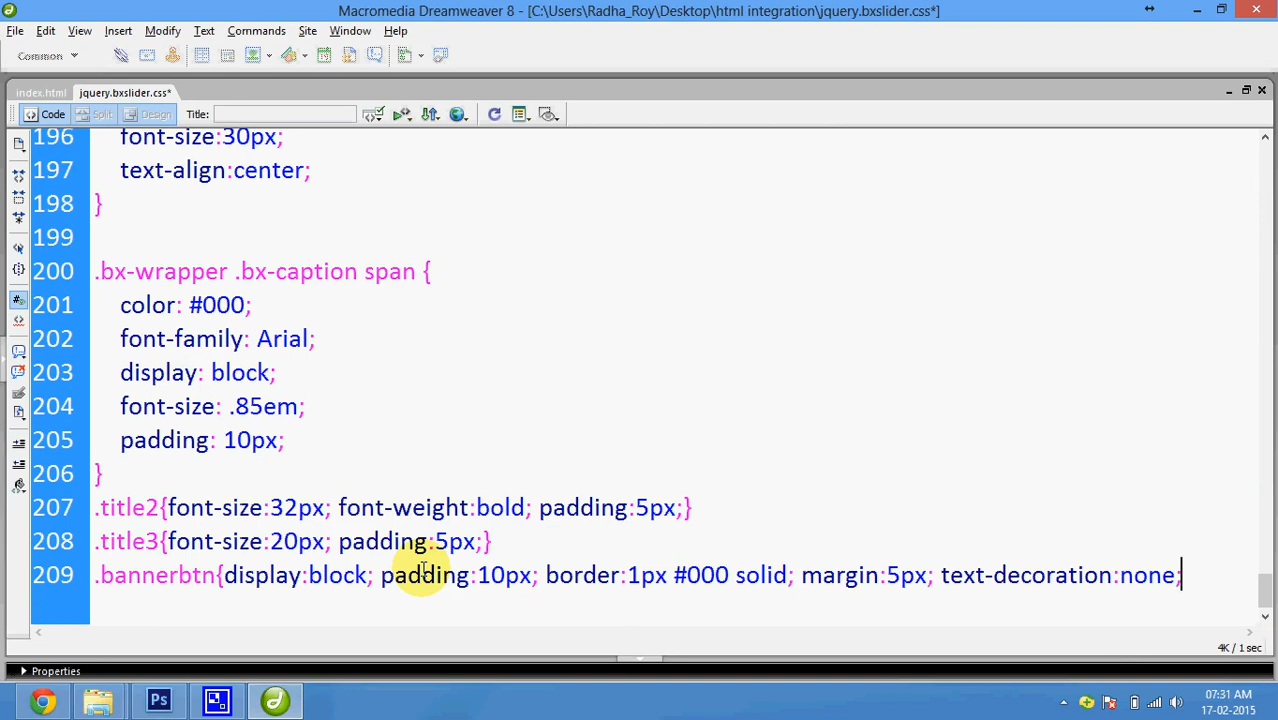 Macromedia Dreamweaver 8 - [C:\Users\Radha_Roy\Desktop\html integration\jquery.bxslider.css*]
File Edit View Insert Modify Text Commands Site Window Help
Common
index.html jquery.bxslider.css*
Code Split Design Title:
196 font-size:30px;
197 text-align:center;
198 }
199
200 .bx-wrapper .bx-caption span {
201 color: #000;
202 font-family: Arial;
203 display: block;
204 font-size: .85em;
205 padding: 10px;
206 }
207 .title2{font-size:32px; font-weight:bold; padding:5px;}
208 .title3{font-size:20px; padding:5px;}
209 .bannerbtn{display:block; padding:10px; border:1px #000 solid; margin:5px; text-decoration:none;
4K / 1 sec
Properties
Ps
07:31 AM
17-02-2015